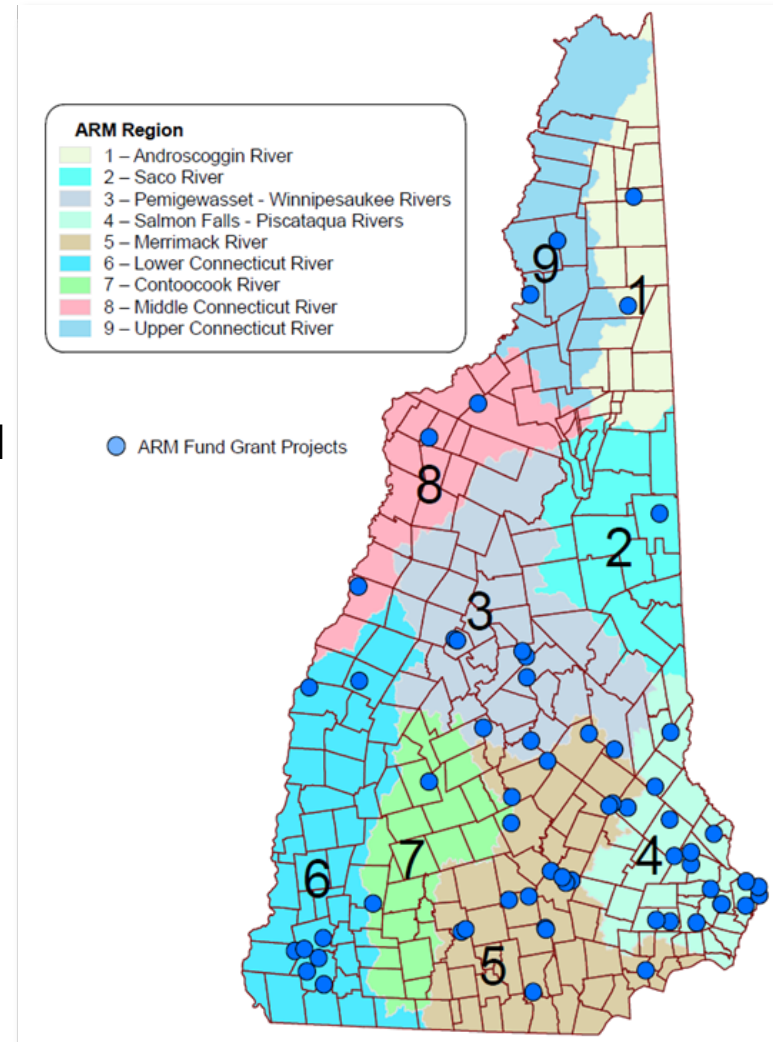 ARM Region
1 – Androscoggin River
2 – Saco River
3 – Pemigewasset - Winnipesaukee Rivers
4 – Salmon Falls - Piscataqua Rivers
5 – Merrimack River
6 – Lower Connecticut River
7 – Contoocook River
8 – Middle Connecticut River
9 – Upper Connecticut River
ARM Fund Grant Projects
9
1
8
2
3
4
7
6
5